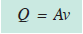 Q = Av